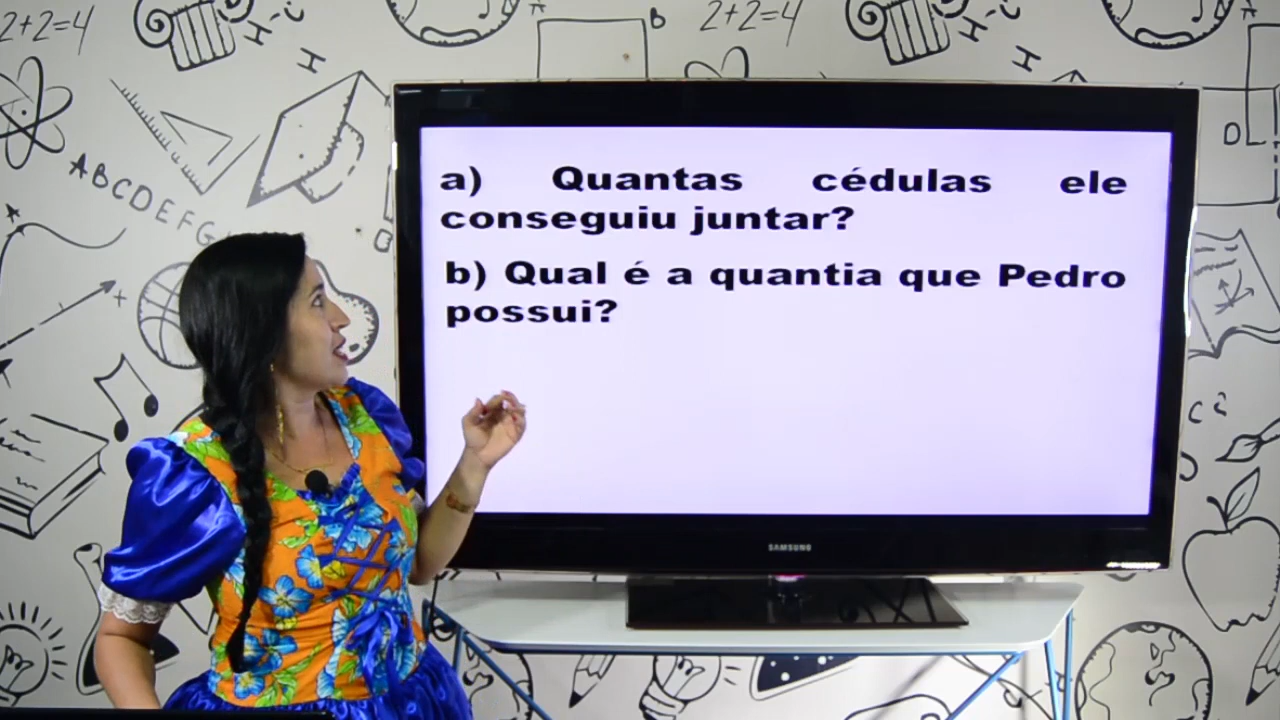 2+2=4
2+2=4
B
ABCDEFG
D
a) Quantas cédulas ele
conseguiu juntar?
b) Qual é a quantia que Pedro
possui?
SAMSUNG